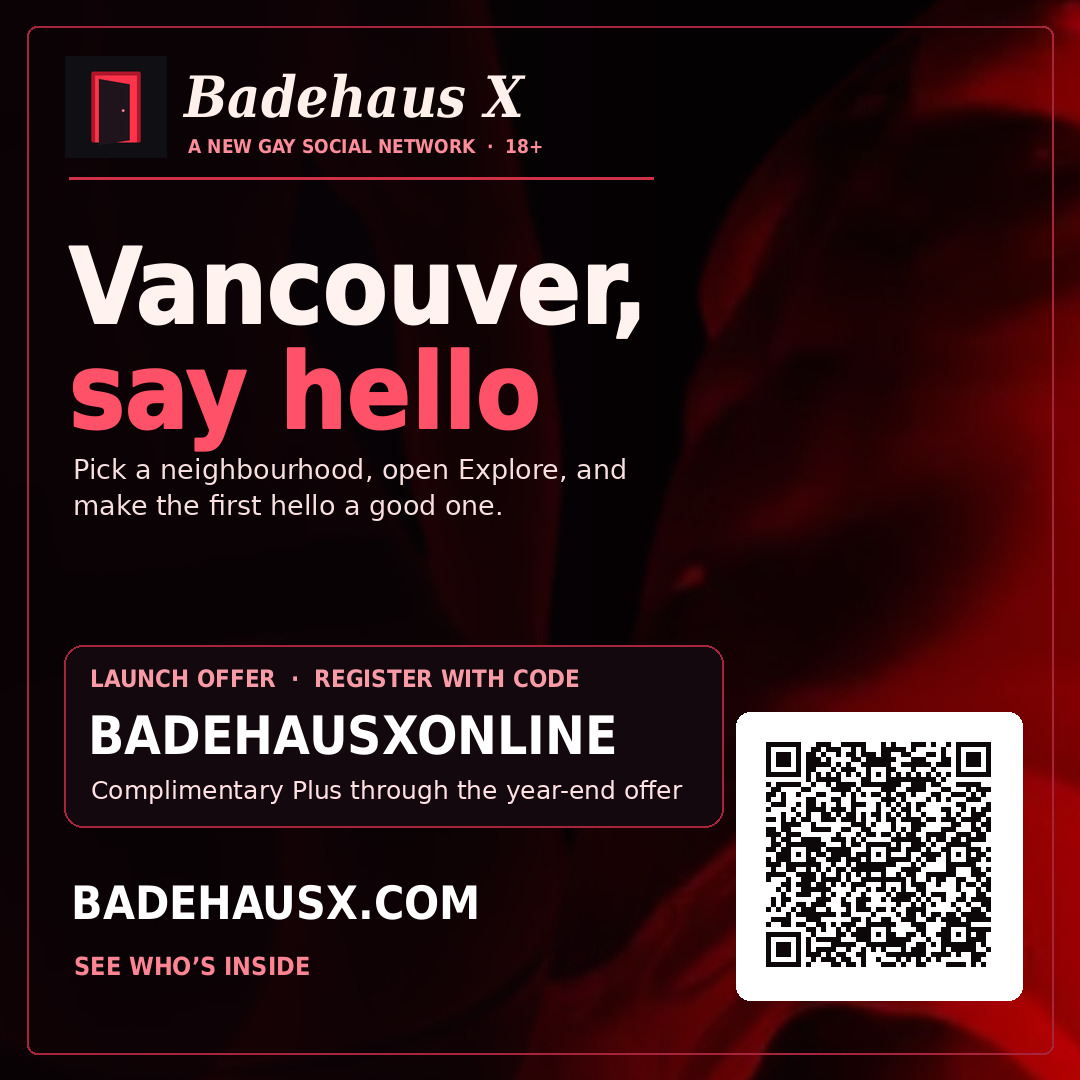 Badehaus X
A NEW GAY SOCIAL NETWORK · 18+
Vancouver,
say hello
Pick a neighbourhood, open Explore, and
make the first hello a good one.
LAUNCH OFFER · REGISTER WITH CODE
BADEHAUSXONLINE
Complimentary Plus through the year-end offer
BADEHAUSX.COM
SEE WHO’S INSIDE